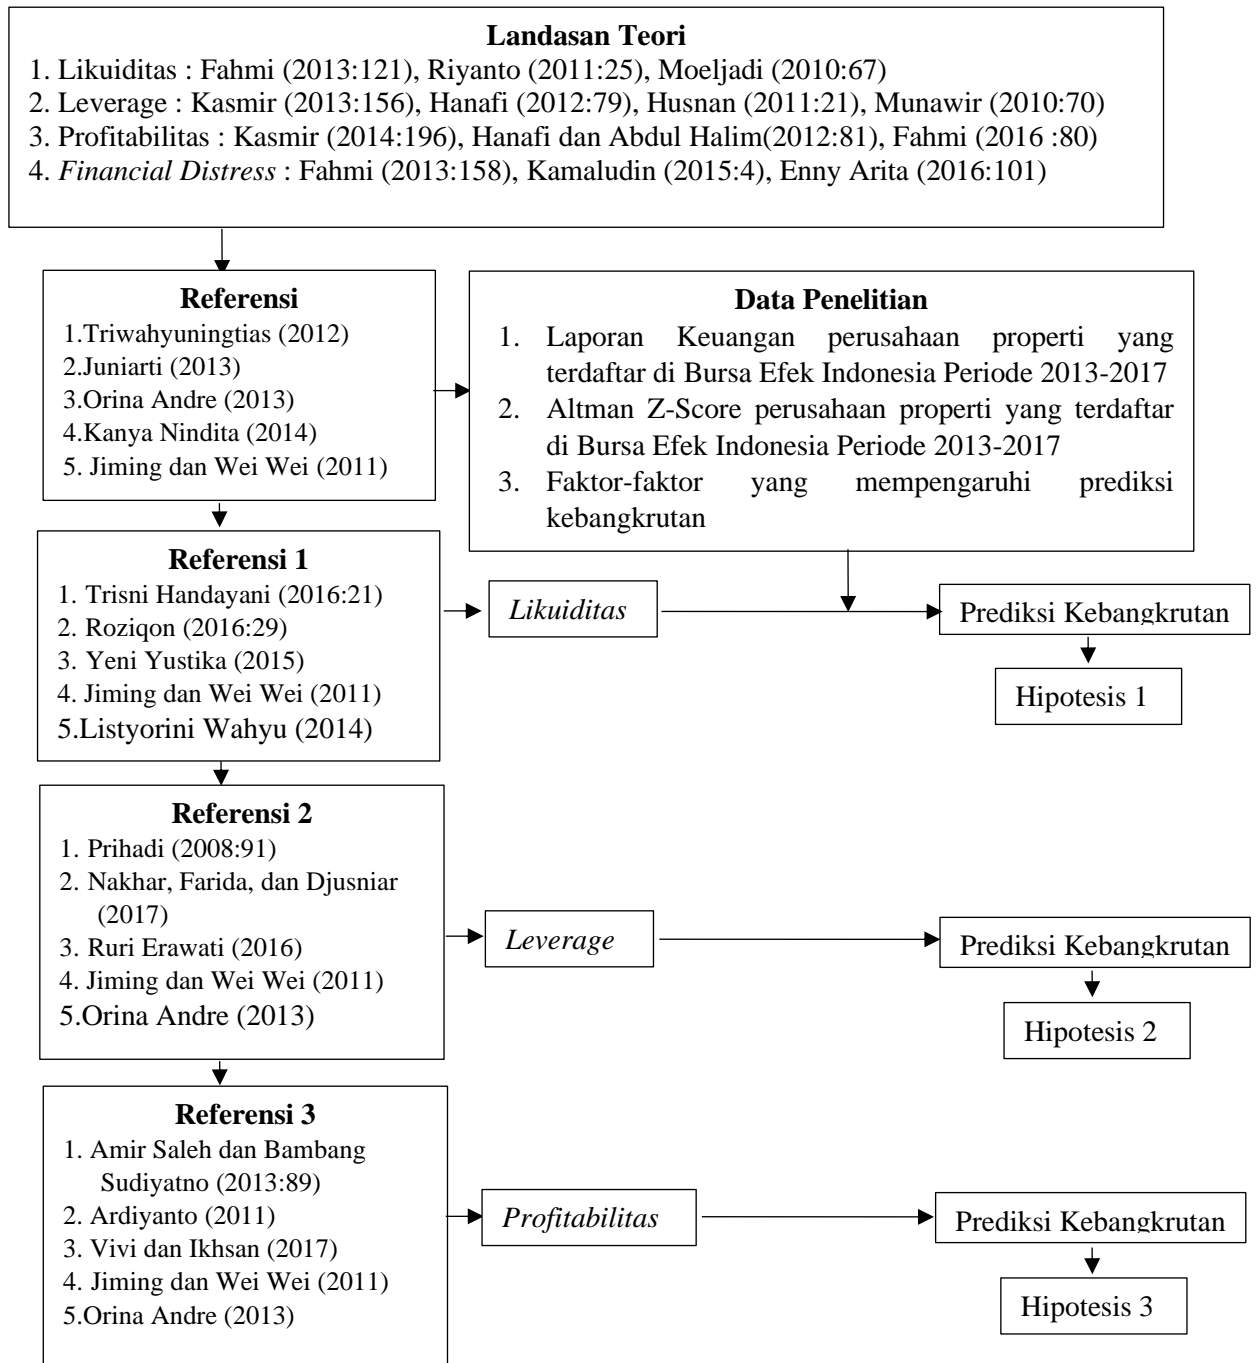 Landasan Teori
1. Likuiditas : Fahmi (2013:121), Riyanto (2011:25), Moeljadi (2010:67)
2. Leverage : Kasmir (2013:156), Hanafi (2012:79), Husnan (2011:21), Munawir (2010:70)
3. Profitabilitas : Kasmir (2014:196), Hanafi dan Abdul Halim(2012:81), Fahmi (2016 :80)
4. Financial Distress : Fahmi (2013:158), Kamaludin (2015:4), Enny Arita (2016:101)
Referensi
1.Triwahyuningtias (2012)
2.Juniarti (2013)
3.Orina Andre (2013)
4.Kanya Nindita (2014)
5. Jiming dan Wei Wei (2011)
Data Penelitian
1. Laporan Keuangan perusahaan properti yang
terdaftar di Bursa Efek Indonesia Periode 2013-2017
2. Altman Z-Score perusahaan properti yang terdaftar
di Bursa Efek Indonesia Periode 2013-2017
3. Faktor-faktor yang mempengaruhi prediksi
kebangkrutan
Referensi 1
1. Trisni Handayani (2016:21)
2. Roziqon (2016:29)
3. Yeni Yustika (2015)
4. Jiming dan Wei Wei (2011)
5.Listyorini Wahyu (2014)
Likuiditas
Prediksi Kebangkrutan
Hipotesis 1
Referensi 2
1. Prihadi (2008:91)
2. Nakhar, Farida, dan Djusniar
(2017)
3. Ruri Erawati (2016)
4. Jiming dan Wei Wei (2011)
5.Orina Andre (2013)
Leverage
Prediksi Kebangkrutan
Hipotesis 2
Referensi 3
1. Amir Saleh dan Bambang
Sudiyatno (2013:89)
2. Ardiyanto (2011)
3. Vivi dan Ikhsan (2017)
4. Jiming dan Wei Wei (2011)
5.Orina Andre (2013)
Profitabilitas
Prediksi Kebangkrutan
Hipotesis 3